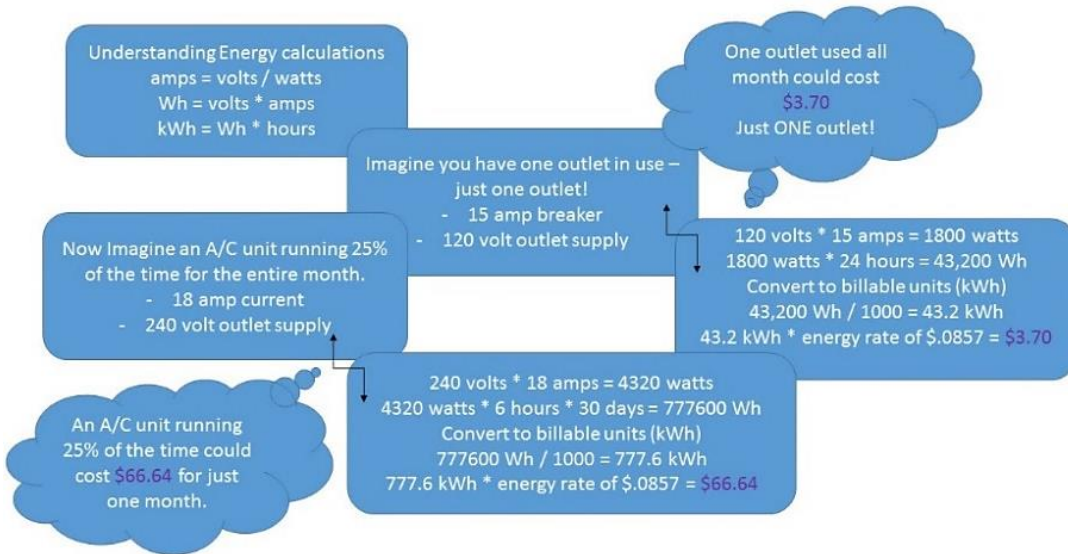 Understanding Energy calculations
amps = volts / watts
Wh = volts * amps
kWh = Wh * hours
One outlet used all
month could cost
$3.70
Just ONE outlet!
Imagine you have one outlet in use –
just one outlet!
- 15 amp breaker
- 120 volt outlet supply
120 volts * 15 amps = 1800 watts
1800 watts * 24 hours = 43,200 Wh
Convert to billable units (kWh)
43,200 Wh / 1000 = 43.2 kWh
43.2 kWh * energy rate of $.0857 = $3.70
Now Imagine an A/C unit running 25%
of the time for the entire month.
- 18 amp current
- 240 volt outlet supply
240 volts * 18 amps = 4320 watts
4320 watts * 6 hours * 30 days = 777600 Wh
Convert to billable units (kWh)
777600 Wh / 1000 = 777.6 kWh
777.6 kWh * energy rate of $.0857 = $66.64
An A/C unit running
25% of the time could
cost $66.64 for just
one month.